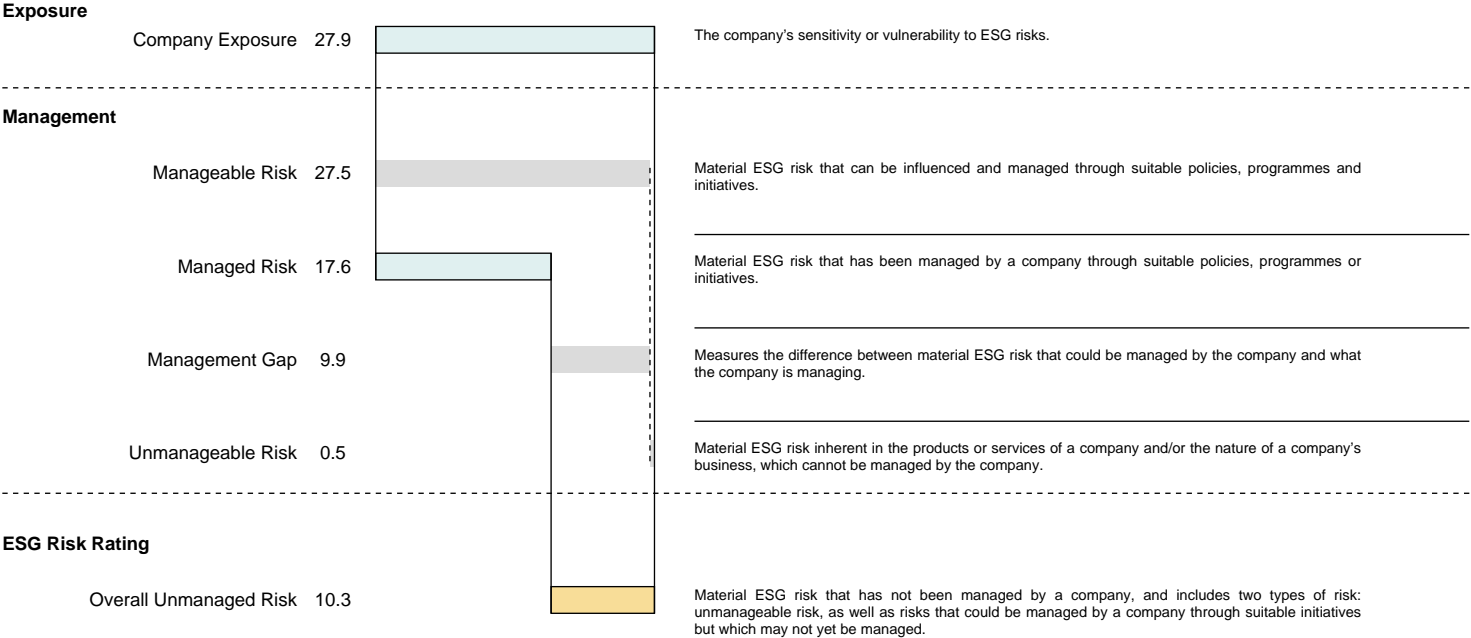 Exposure
Company Exposure 27.9
The company’s sensitivity or vulnerability to ESG risks.
Management
Manageable Risk 27.5
Material ESG risk that can be influenced and managed through suitable policies, programmes and
initiatives.
Managed Risk 17.6
Material ESG risk that has been managed by a company through suitable policies, programmes or
initiatives.
Management Gap 9.9
Measures the difference between material ESG risk that could be managed by the company and what
the company is managing.
Unmanageable Risk 0.5
Material ESG risk inherent in the products or services of a company and/or the nature of a company’s
business, which cannot be managed by the company.
ESG Risk Rating
Overall Unmanaged Risk 10.3
Material ESG risk that has not been managed by a company, and includes two types of risk:
unmanageable risk, as well as risks that could be managed by a company through suitable initiatives
but which may not yet be managed.